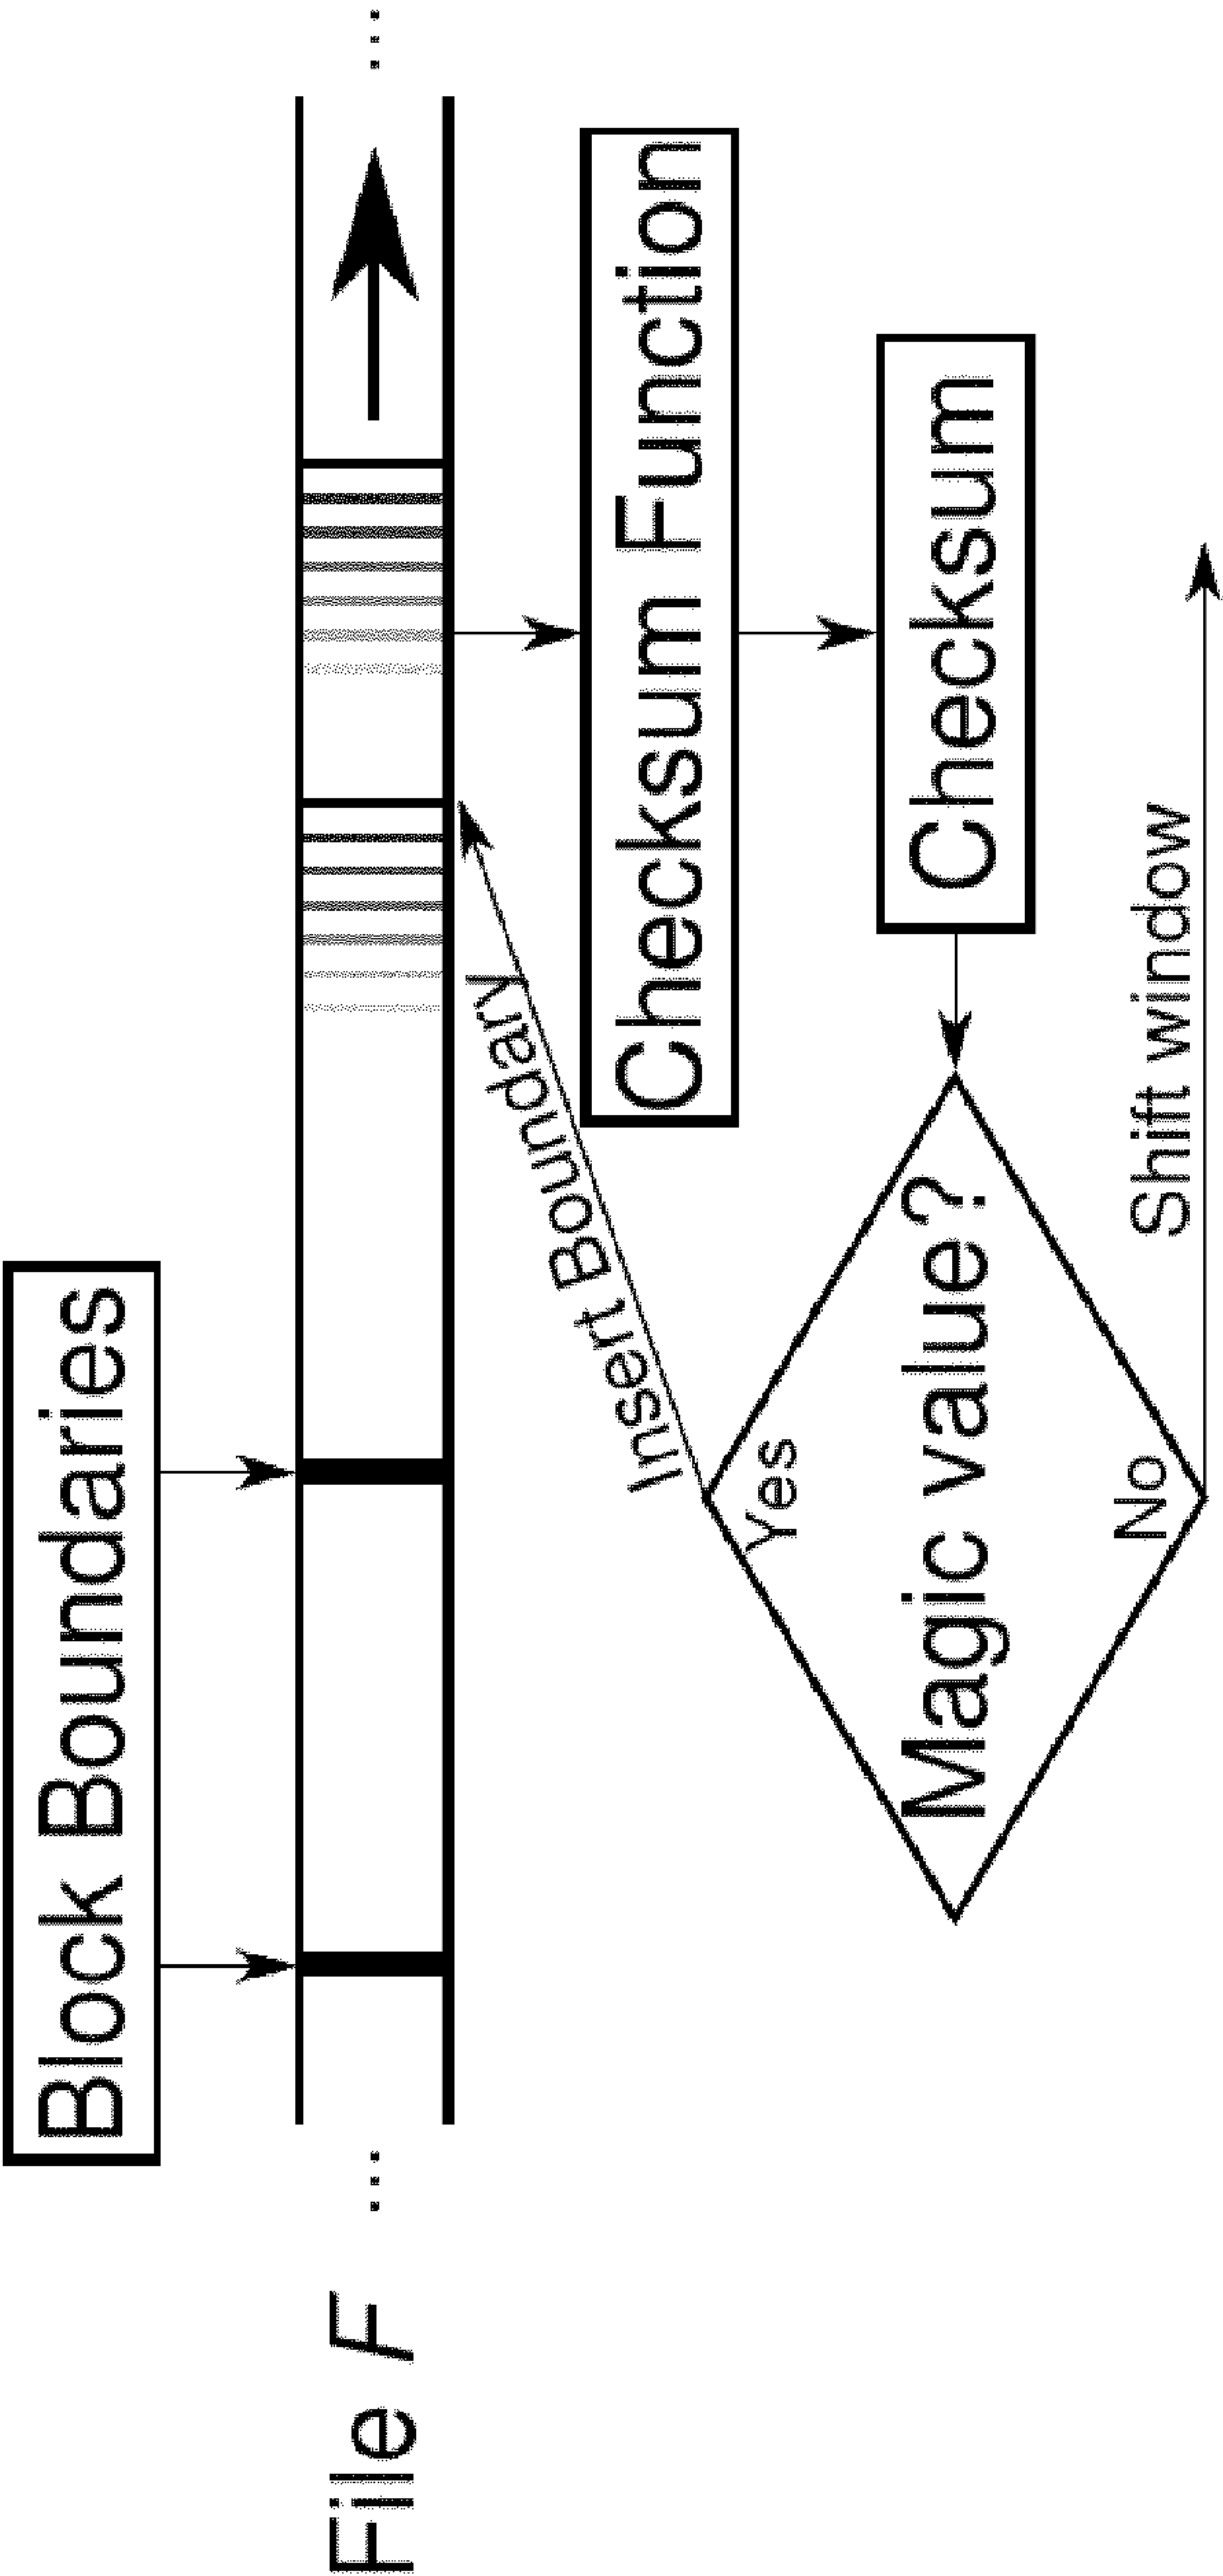 Block Boundaries
File F ... ...
Insert Boundary
Checksum Function
Checksum
Magic value?
Yes
No
Shift window